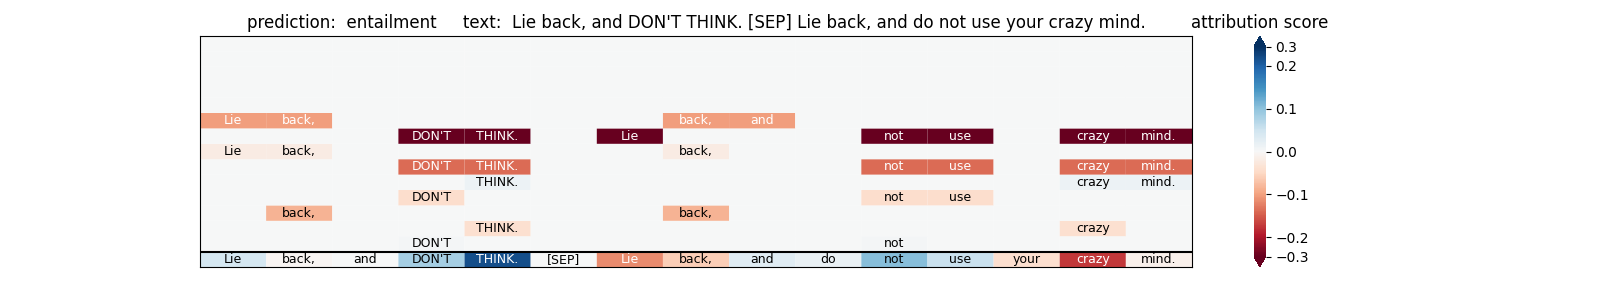 prediction:  entailment     text:  Lie back, and DON'T THINK. [SEP] Lie back, and do not use your crazy mind.     attribution score
0.3
0.2
0.1
0.0
−0.1
−0.2
−0.3
Lie back, back, and
DON'T THINK. Lie not use crazy mind.
Lie back, back,
DON'T THINK. not use crazy mind.
THINK. crazy mind.
DON'T not use
back, back,
THINK. crazy
DON'T not
Lie back, and DON'T THINK. [SEP] Lie back, and do not use your crazy mind.